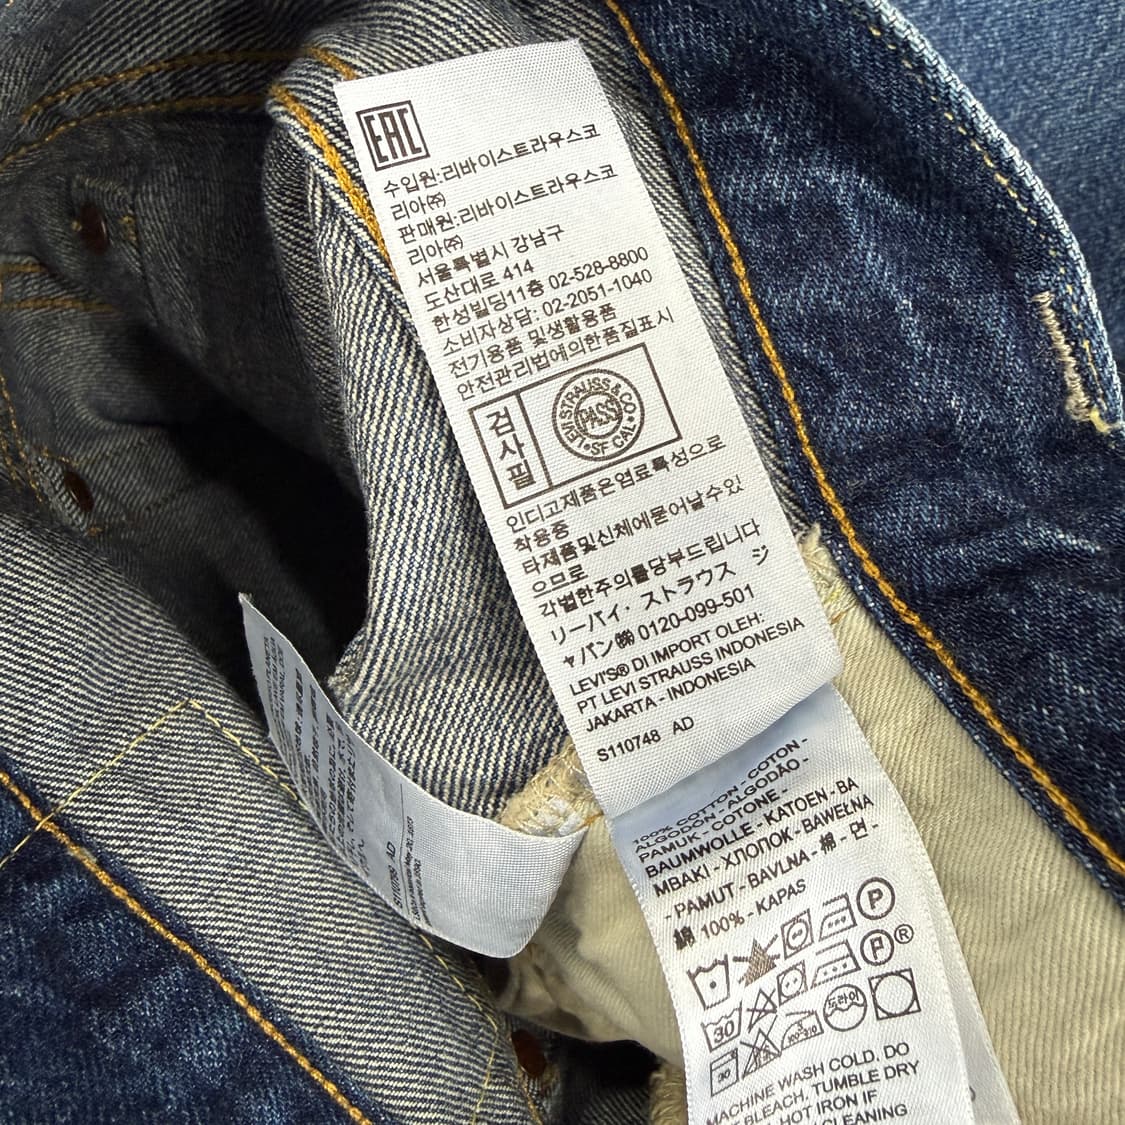 EAC
수입원:리바이스트라우스코
리아㈜
판매원:리바이스트라우스코
리아㈜
서울특별시 강남구
도산대로 414
한성빌딩11층 02-528-8800
소비자상담: 02-2051-1040
전기용품 및생활용품
안전관리법에의한품질표시
검사필
LEVI STRAUSS & CO SF CAL
PASS
인디고제품은염료특성으로
착용중
타제품및신체에묻어날수있
으므로
각별한주의를당부드립니다
リーバイ・ストラウス ジ
ャパン㈱ 0120-099-501
LEVI'S® DI IMPORT OLEH:
PT LEVI STRAUSS INDONESIA
JAKARTA - INDONESIA
S110748 AD
100% COTTON - COTON -
ALGODON - ALGODÃO -
PAMUK - COTONE -
BAUMWOLLE - KATOEN - BA
MBAKI - ХЛОПОК - BAWEŁNA
- PAMUT - BAVLNA - 棉 - 면 -
綿 100% - KAPAS
P
P ®
30
드라이
30
MACHINE WASH COLD. DO
BLEACH, TUMBLE DRY
HOT IRON IF
CLEANING
AD